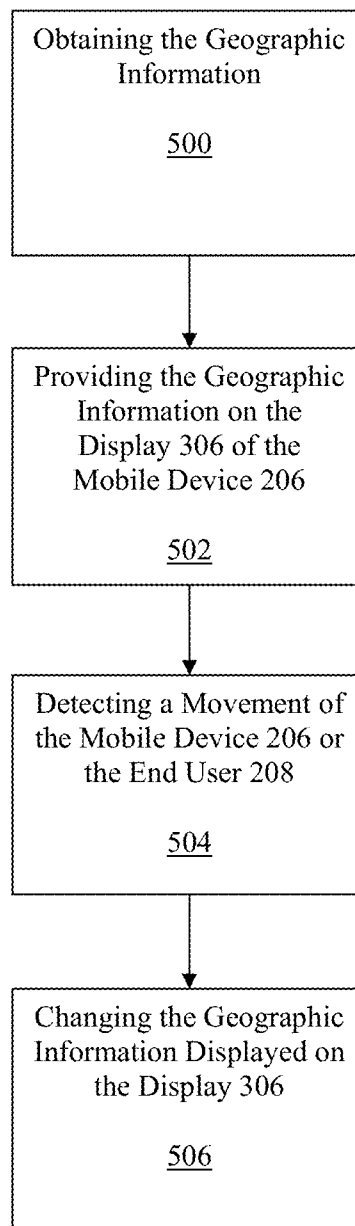 Obtaining the Geographic
Information
500
Providing the Geographic
Information on the
Display 306 of the
Mobile Device 206
502
Detecting a Movement of
the Mobile Device 206 or
the End User 208
504
Changing the Geographic
Information Displayed on
the Display 306
506